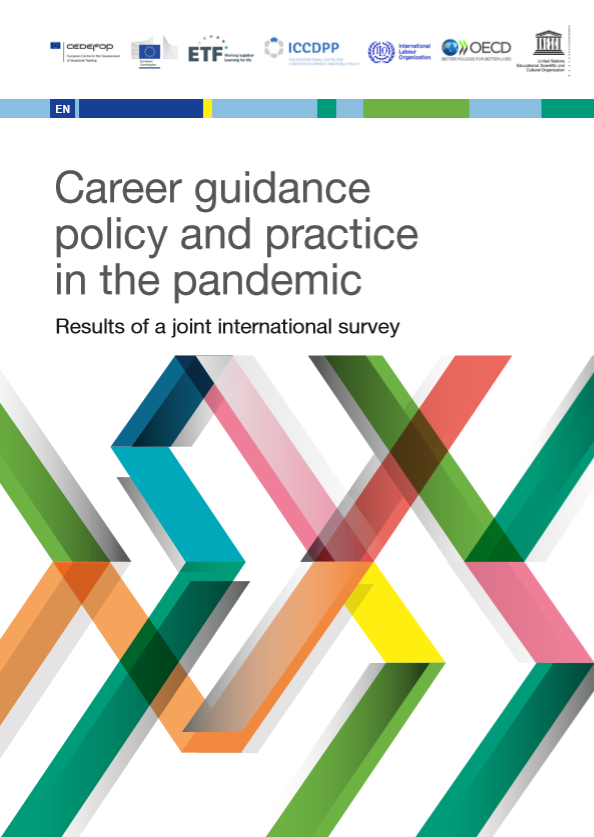 CEDEFOP
European Centre for the Development
of Vocational Training
European
Commission
ETF
Working together
Learning for life
ICCDPP
THE INTERNATIONAL CENTRE FOR
CAREER DEVELOPMENT AND PUBLIC POLICY
International
Labour
Organization
OECD
BETTER POLICIES FOR BETTER LIVES
United Nations
Educational, Scientific and
Cultural Organization
EN
Career guidance
policy and practice
in the pandemic
Results of a joint international survey